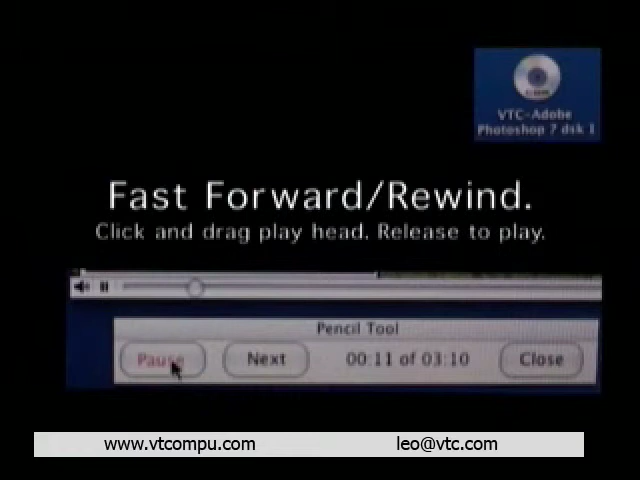 VTC-Adobe
Photoshop 7 dsk 1
Fast Forward/Rewind.
Click and drag play head. Release to play.
Pencil Tool
Pause Next 00:11 of 03:10 Close
www.vtcompu.com leo@vtc.com